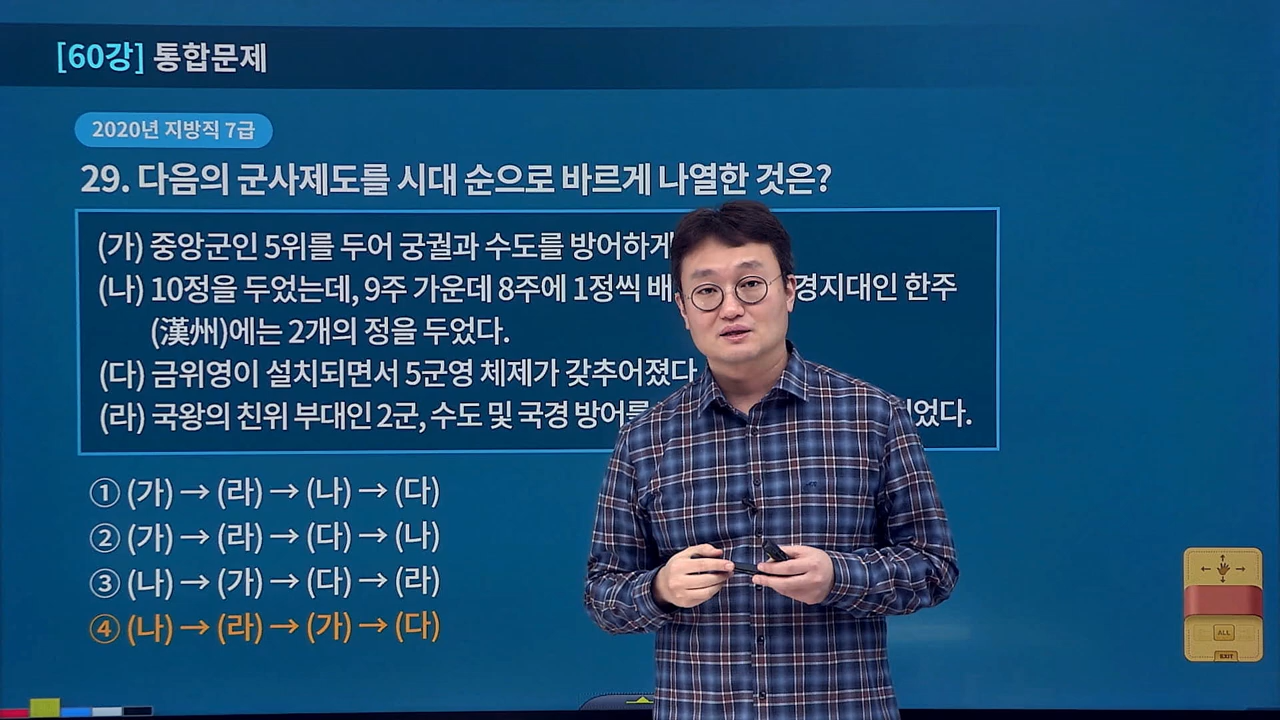 [60강] 통합문제
2020년 지방직 7급
29. 다음의 군사제도를 시대 순으로 바르게 나열한 것은?
(가) 중앙군인 5위를 두어 궁궐과 수도를 방어하게
(나) 10정을 두었는데, 9주 가운데 8주에 1정씩 배 경지대인 한주
(漢州)에는 2개의 정을 두었다.
(다) 금위영이 설치되면서 5군영 체제가 갖추어졌다
(라) 국왕의 친위 부대인 2군, 수도 및 국경 방어를 었다.
① (가) → (라) → (나) → (다)
② (가) → (라) → (다) → (나)
③ (나) → (가) → (다) → (라)
④ (나) → (라) → (가) → (다)
ALL
EXIT